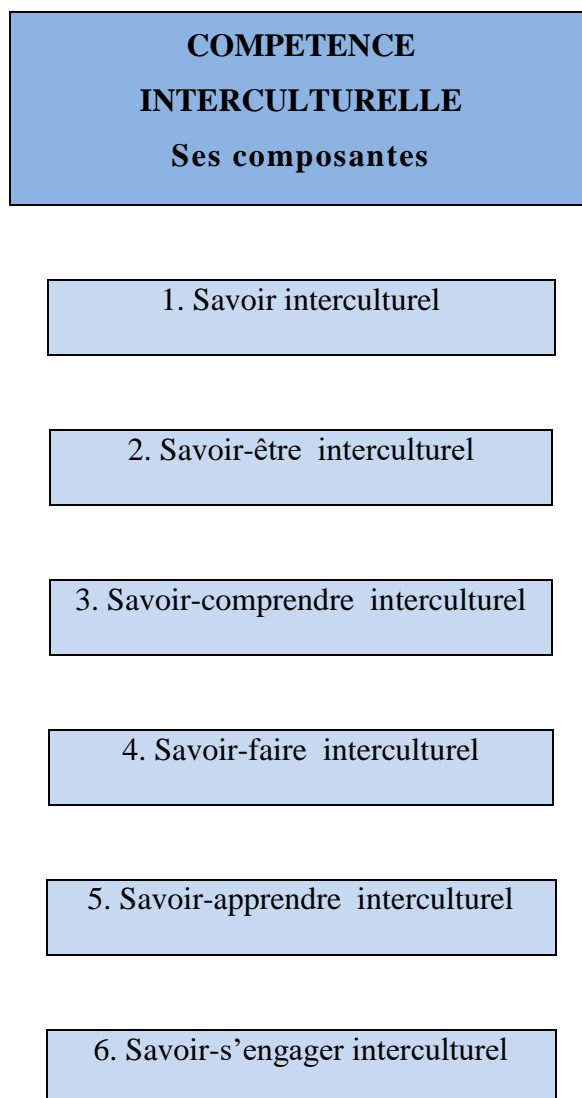 COMPETENCE
INTERCULTURELLE
Ses composantes
1. Savoir interculturel
2. Savoir-être interculturel
3. Savoir-comprendre interculturel
4. Savoir-faire interculturel
5. Savoir-apprendre interculturel
6. Savoir-s’engager interculturel